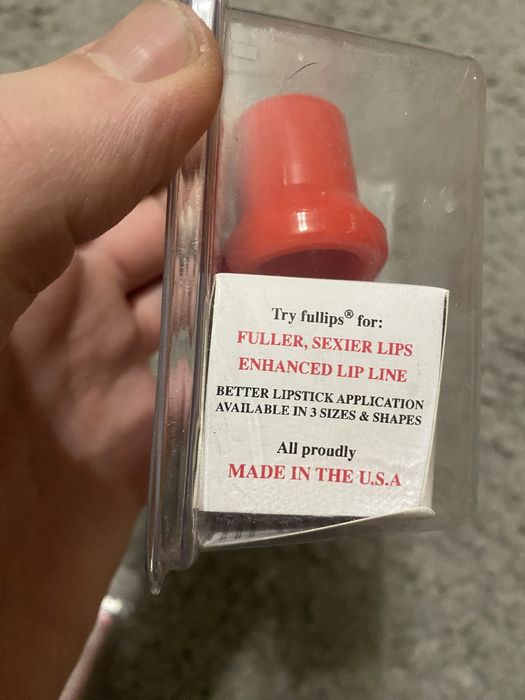 Try fullips® for:
FULLER, SEXIER LIPS
ENHANCED LIP LINE
BETTER LIPSTICK APPLICATION
AVAILABLE IN 3 SIZES & SHAPES
All proudly
MADE IN THE U.S.A